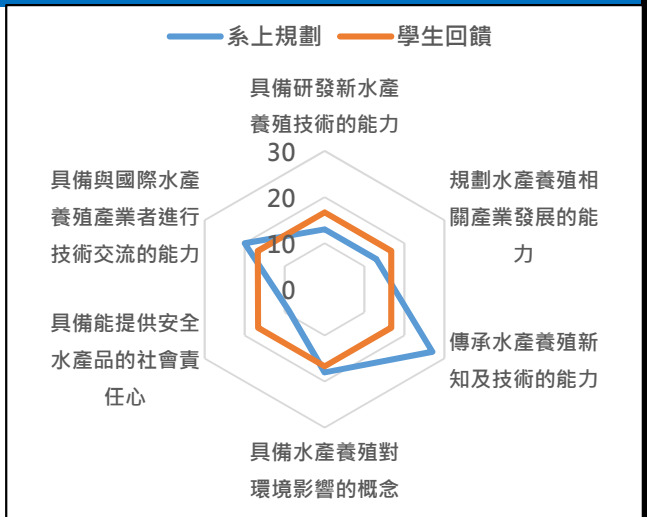 系上規劃 學生回饋
具備研發新水產
養殖技術的能力
30
20
10
0
規劃水產養殖相
關產業發展的能
力
傳承水產養殖新
知及技術的能力
具備水產養殖對
環境影響的概念
具備能提供安全
水產品的社會責
任心
具備與國際水產
養殖產業者進行
技術交流的能力